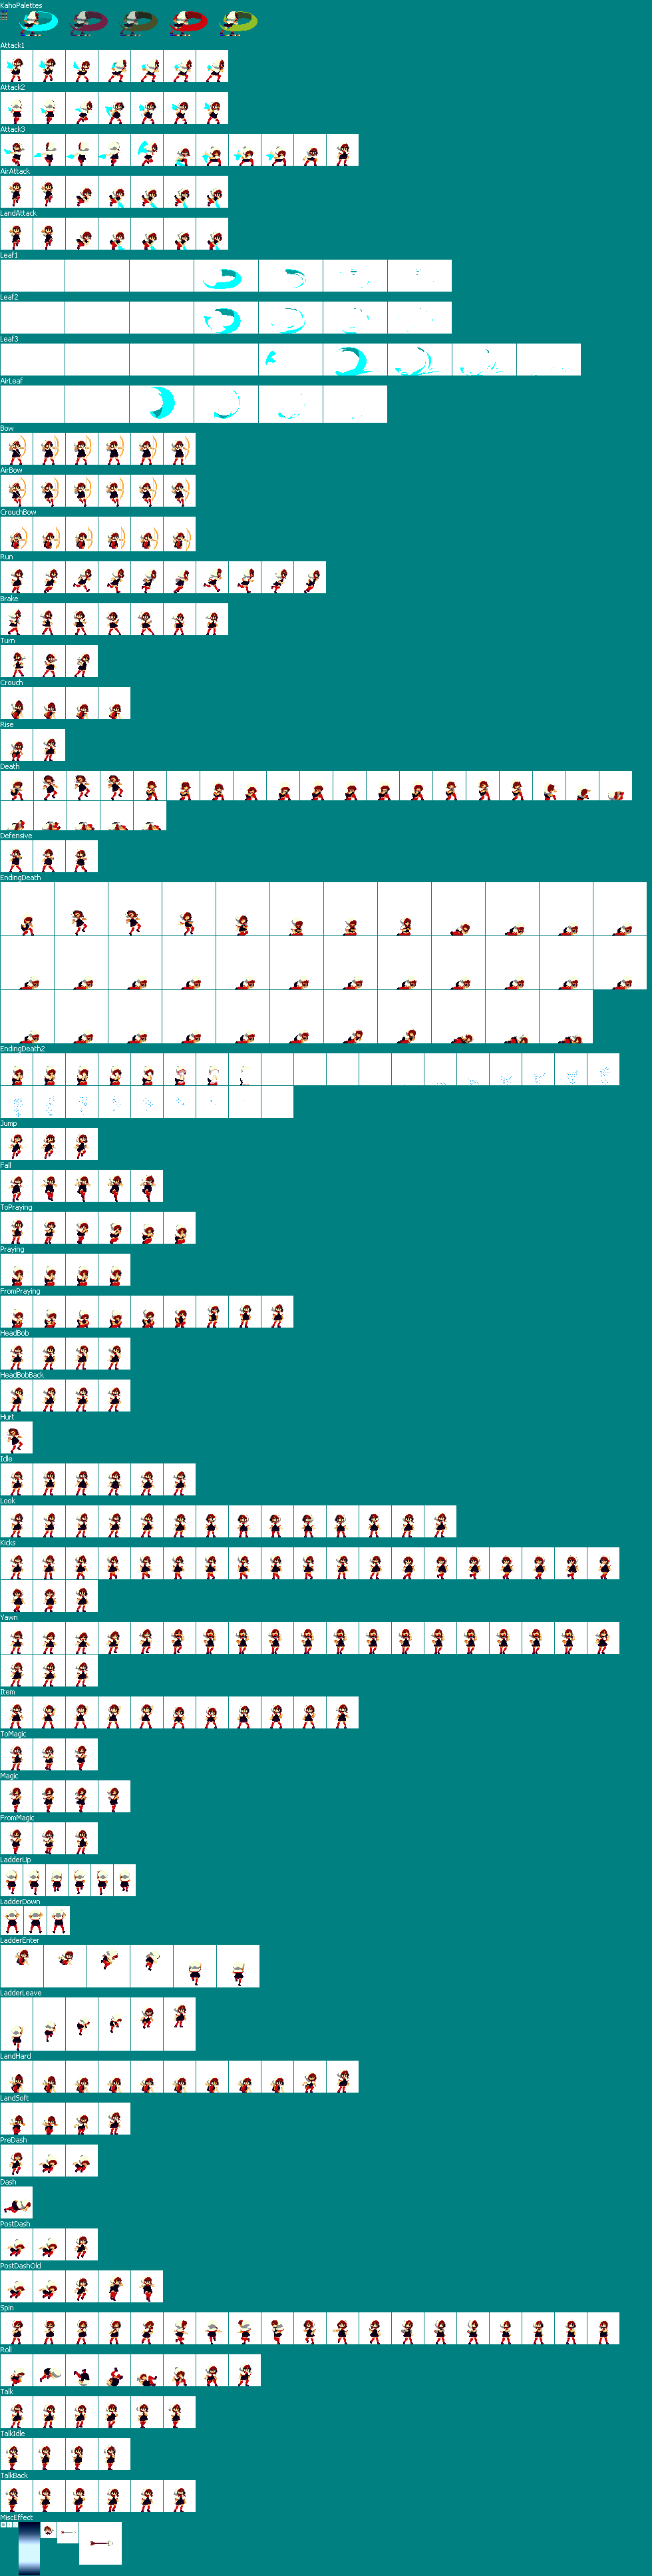 KahoPalettes
Attack1
Attack2
Attack3
AirAttack
LandAttack
Leaf1
Leaf2
Leaf3
AirLeaf
Bow
AirBow
CrouchBow
Run
Brake
Turn
Crouch
Rise
Death
Defensive
EndingDeath
EndingDeath2
Jump
Fall
ToPraying
Praying
FromPraying
HeadBob
HeadBobBack
Hurt
Idle
Look
Kicks
Yawn
Item
ToMagic
Magic
FromMagic
LadderUp
LadderDown
LadderEnter
LadderLeave
LandHard
LandSoft
PreDash
Dash
PostDash
PostDashOld
Spin
Roll
Talk
TalkIdle
TalkBack
MiscEffect